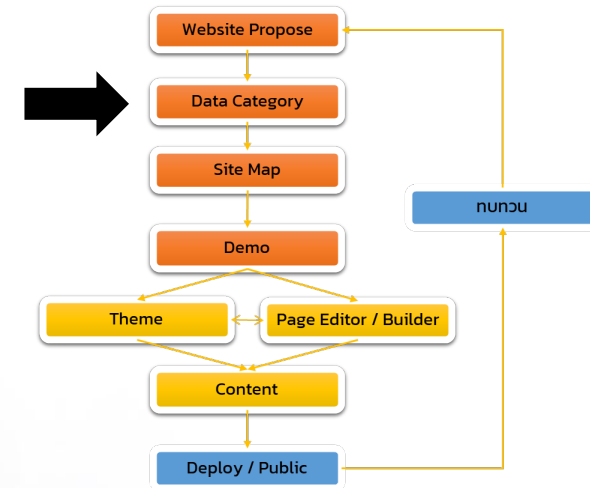 Website Propose
Data Category
Site Map
ทบทวน
Demo
Theme
Page Editor / Builder
Content
Deploy / Public